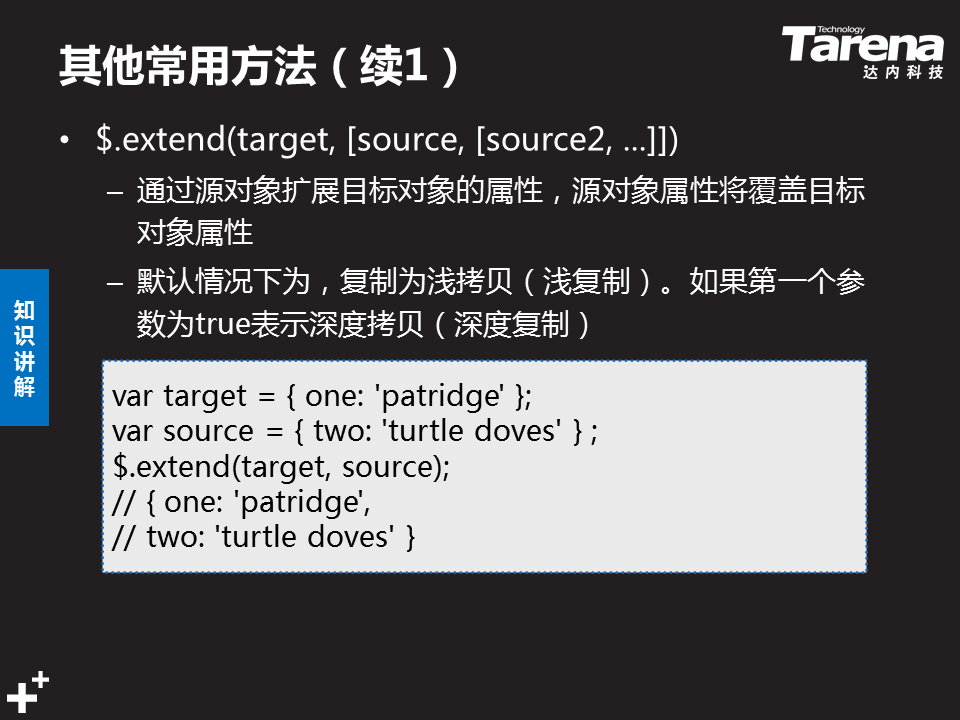 其他常用方法（续1）
Technology
Tarena
达内科技
• $.extend(target, [source, [source2, ...]])
– 通过源对象扩展目标对象的属性，源对象属性将覆盖目标
对象属性
– 默认情况下为，复制为浅拷贝（浅复制）。如果第一个参
数为true表示深度拷贝（深度复制）
知
识
讲
解
var target = { one: 'patridge' };
var source = { two: 'turtle doves' } ;
$.extend(target, source);
// { one: 'patridge',
// two: 'turtle doves' }